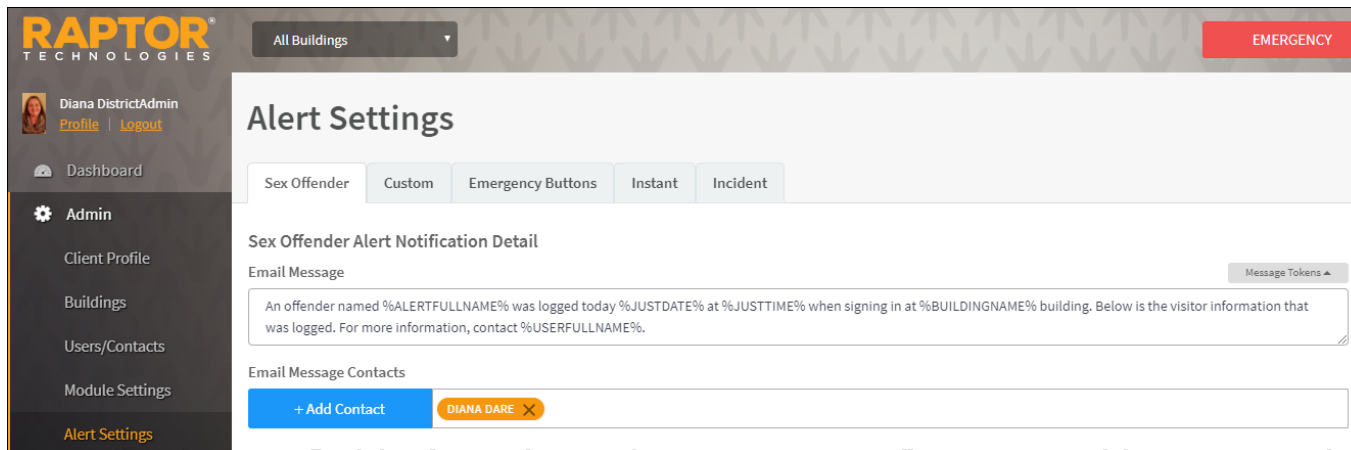 RAPTOR®
TECHNOLOGIES
All Buildings
EMERGENCY
Diana DistrictAdmin
Profile | Logout
Dashboard
Admin
Client Profile
Buildings
Users/Contacts
Module Settings
Alert Settings
Alert Settings
Sex Offender Custom Emergency Buttons Instant Incident
Sex Offender Alert Notification Detail
Email Message
Message Tokens
An offender named %ALERTFULLNAME% was logged today %JUSTDATE% at %JUSTTIME% when signing in at %BUILDINGNAME% building. Below is the visitor information that
was logged. For more information, contact %USERFULLNAME%.
Email Message Contacts
+ Add Contact DIANA DARE